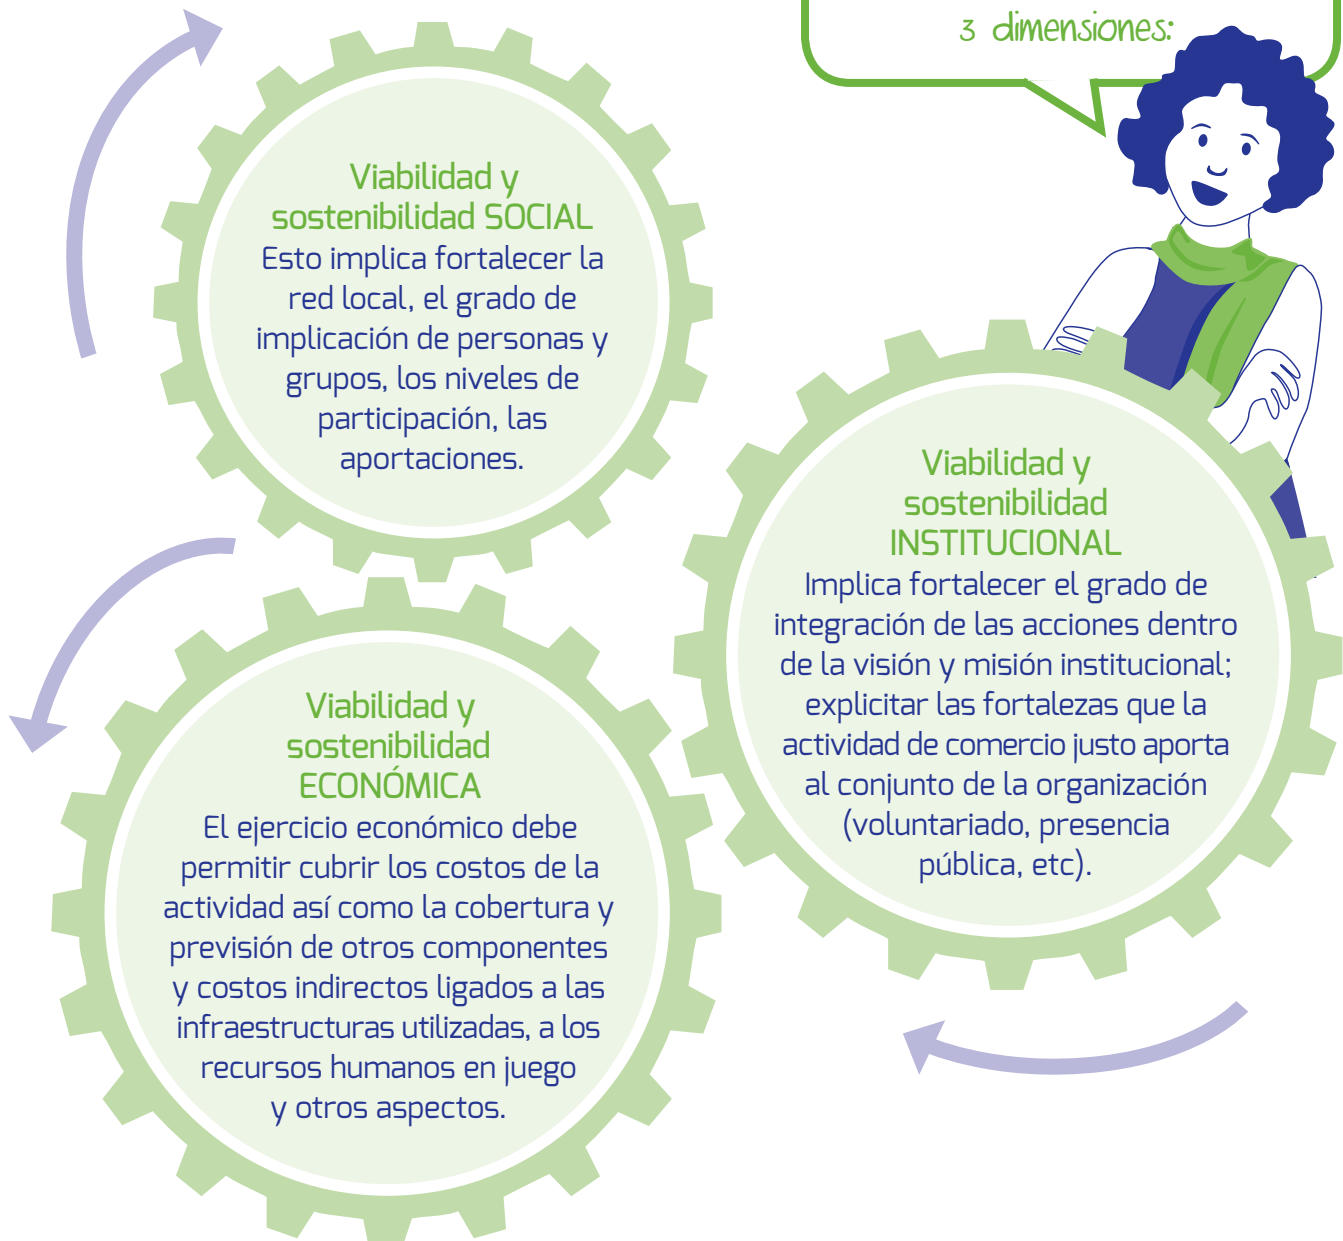 3 dimensiones:
Viabilidad y
sostenibilidad SOCIAL
Esto implica fortalecer la
red local, el grado de
implicación de personas y
grupos, los niveles de
participación, las
aportaciones.
Viabilidad y
sostenibilidad
INSTITUCIONAL
Implica fortalecer el grado de
integración de las acciones dentro
de la visión y misión institucional;
explicitar las fortalezas que la
actividad de comercio justo aporta
al conjunto de la organización
(voluntariado, presencia
pública, etc).
Viabilidad y
sostenibilidad
ECONÓMICA
El ejercicio económico debe
permitir cubrir los costos de la
actividad así como la cobertura y
previsión de otros componentes
y costos indirectos ligados a las
infraestructuras utilizadas, a los
recursos humanos en juego
y otros aspectos.